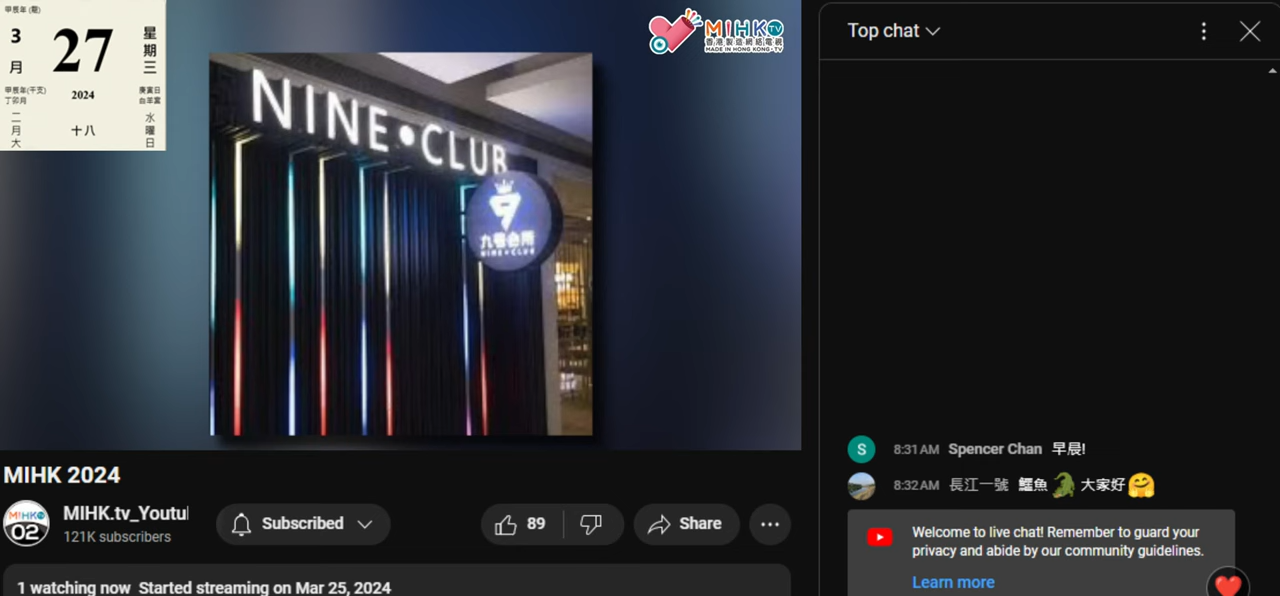 甲辰年 (龍)
3
月
27
星
期
三
甲辰年(干支)
丁卯月
2024
庚寅日
白羊宮
二
月
大
十八
水
曜
日
MIHK TV
香港製造網絡電視
MADE IN HONG KONG • TV
NINE•CLUB
9
九號會所
NINE•CLUB
MIHK 2024
MIHK TV
02
MIHK.tv_Youtu
121K subscribers
Subscribed
89
Share
1 watching now Started streaming on Mar 25, 2024
Top chat
S 8:31 AM Spencer Chan 早晨!
8:32 AM 長江一號 鱷魚🐊 大家好🤗
Welcome to live chat! Remember to guard your
privacy and abide by our community guidelines.
Learn more